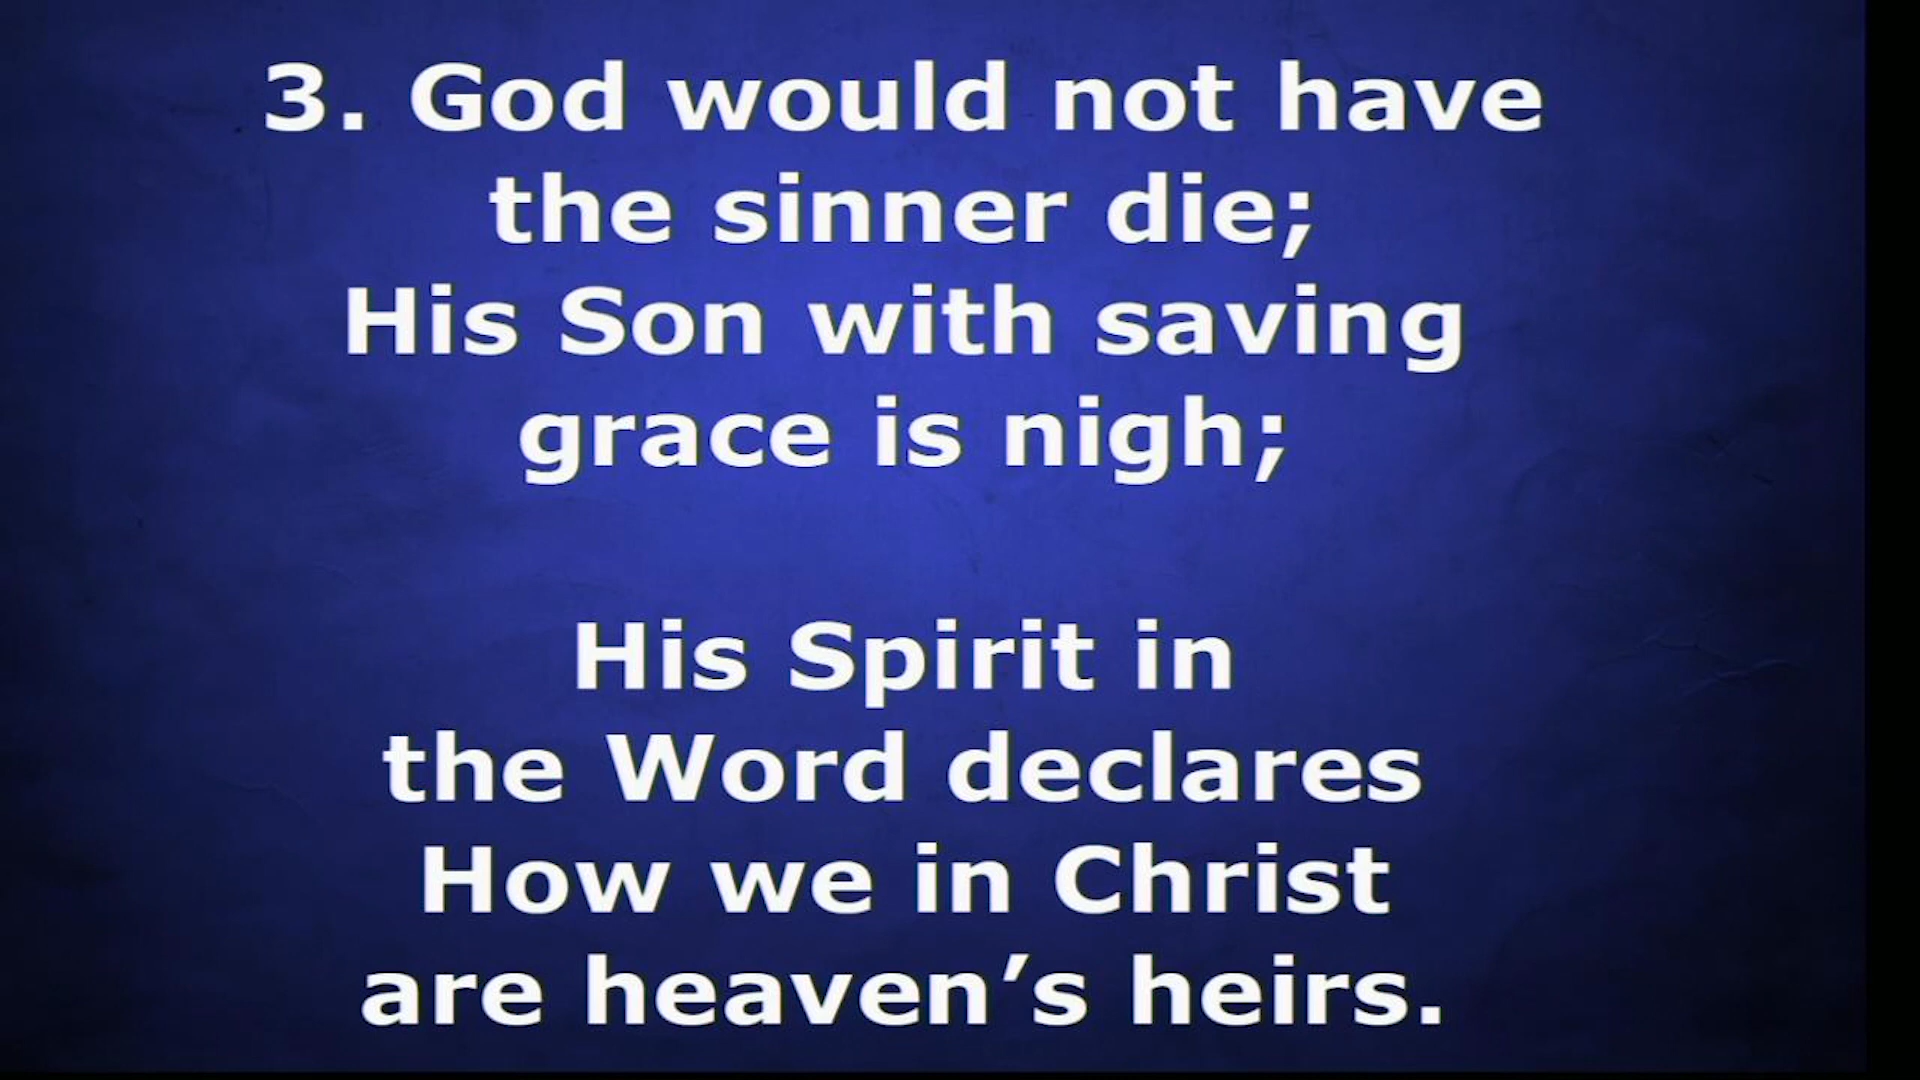 3. God would not have
the sinner die;
His Son with saving
grace is nigh;
His Spirit in
the Word declares
How we in Christ
are heaven’s heirs.